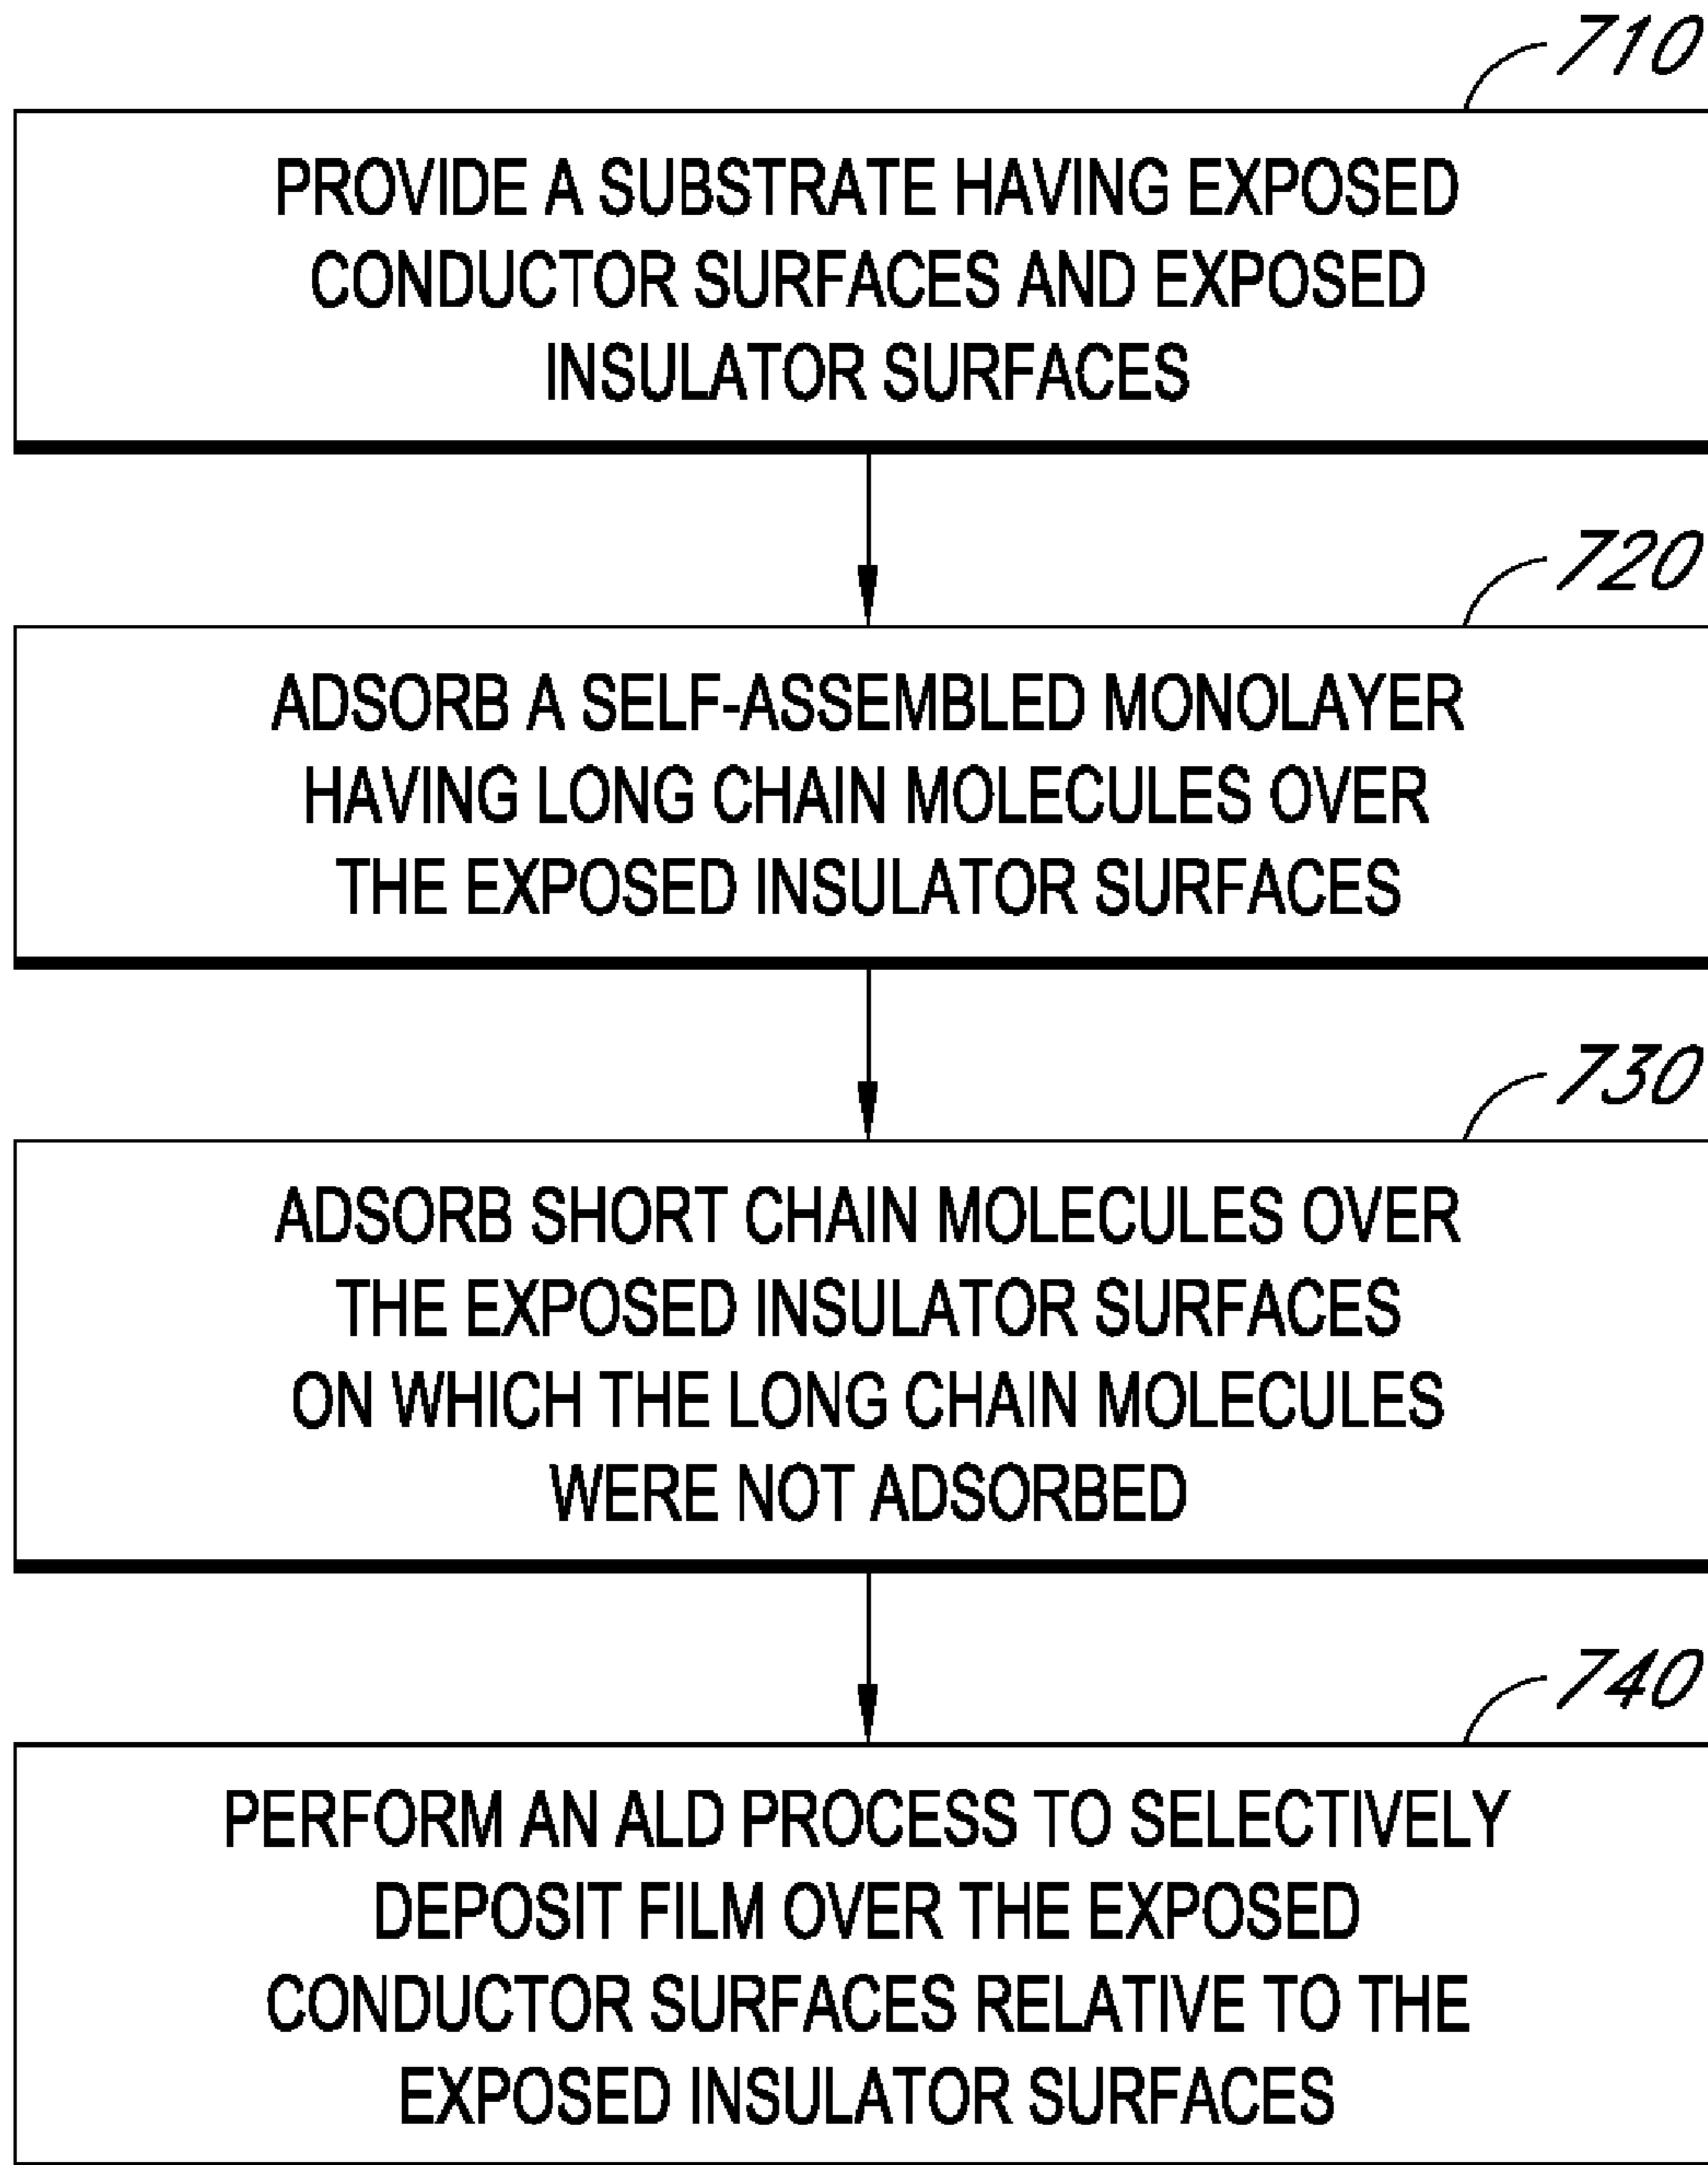 710
PROVIDE A SUBSTRATE HAVING EXPOSED
CONDUCTOR SURFACES AND EXPOSED
INSULATOR SURFACES
720
ADSORB A SELF-ASSEMBLED MONOLAYER
HAVING LONG CHAIN MOLECULES OVER
THE EXPOSED INSULATOR SURFACES
730
ADSORB SHORT CHAIN MOLECULES OVER
THE EXPOSED INSULATOR SURFACES
ON WHICH THE LONG CHAIN MOLECULES
WERE NOT ADSORBED
740
PERFORM AN ALD PROCESS TO SELECTIVELY
DEPOSIT FILM OVER THE EXPOSED
CONDUCTOR SURFACES RELATIVE TO THE
EXPOSED INSULATOR SURFACES